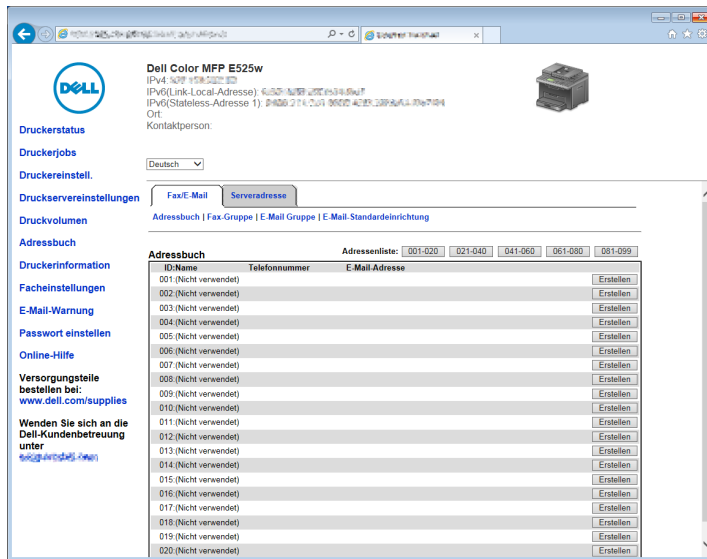 DELL
Dell Color MFP E525w
IPv4:
IPv6(Link-Local-Adresse):
IPv6(Stateless-Adresse 1):
Ort:
Kontaktperson:
Deutsch
Druckerstatus
Druckerjobs
Druckereinstell.
Druckservereinstellungen
Druckvolumen
Adressbuch
Druckerinformation
Facheinstellungen
E-Mail-Warnung
Passwort einstellen
Online-Hilfe
Versorgungsteile
bestellen bei:
www.dell.com/supplies
Wenden Sie sich an die
Dell-Kundenbetreuung
unter
Fax/E-Mail Serveradresse
Adressbuch | Fax-Gruppe | E-Mail Gruppe | E-Mail-Standardeinrichtung
Adressbuch Adressenliste: 001-020 021-040 041-060 061-080 081-099
ID:Name Telefonnummer E-Mail-Adresse
001:(Nicht verwendet) Erstellen
002:(Nicht verwendet) Erstellen
003:(Nicht verwendet) Erstellen
004:(Nicht verwendet) Erstellen
005:(Nicht verwendet) Erstellen
006:(Nicht verwendet) Erstellen
007:(Nicht verwendet) Erstellen
008:(Nicht verwendet) Erstellen
009:(Nicht verwendet) Erstellen
010:(Nicht verwendet) Erstellen
011:(Nicht verwendet) Erstellen
012:(Nicht verwendet) Erstellen
013:(Nicht verwendet) Erstellen
014:(Nicht verwendet) Erstellen
015:(Nicht verwendet) Erstellen
016:(Nicht verwendet) Erstellen
017:(Nicht verwendet) Erstellen
018:(Nicht verwendet) Erstellen
019:(Nicht verwendet) Erstellen
020:(Nicht verwendet) Erstellen